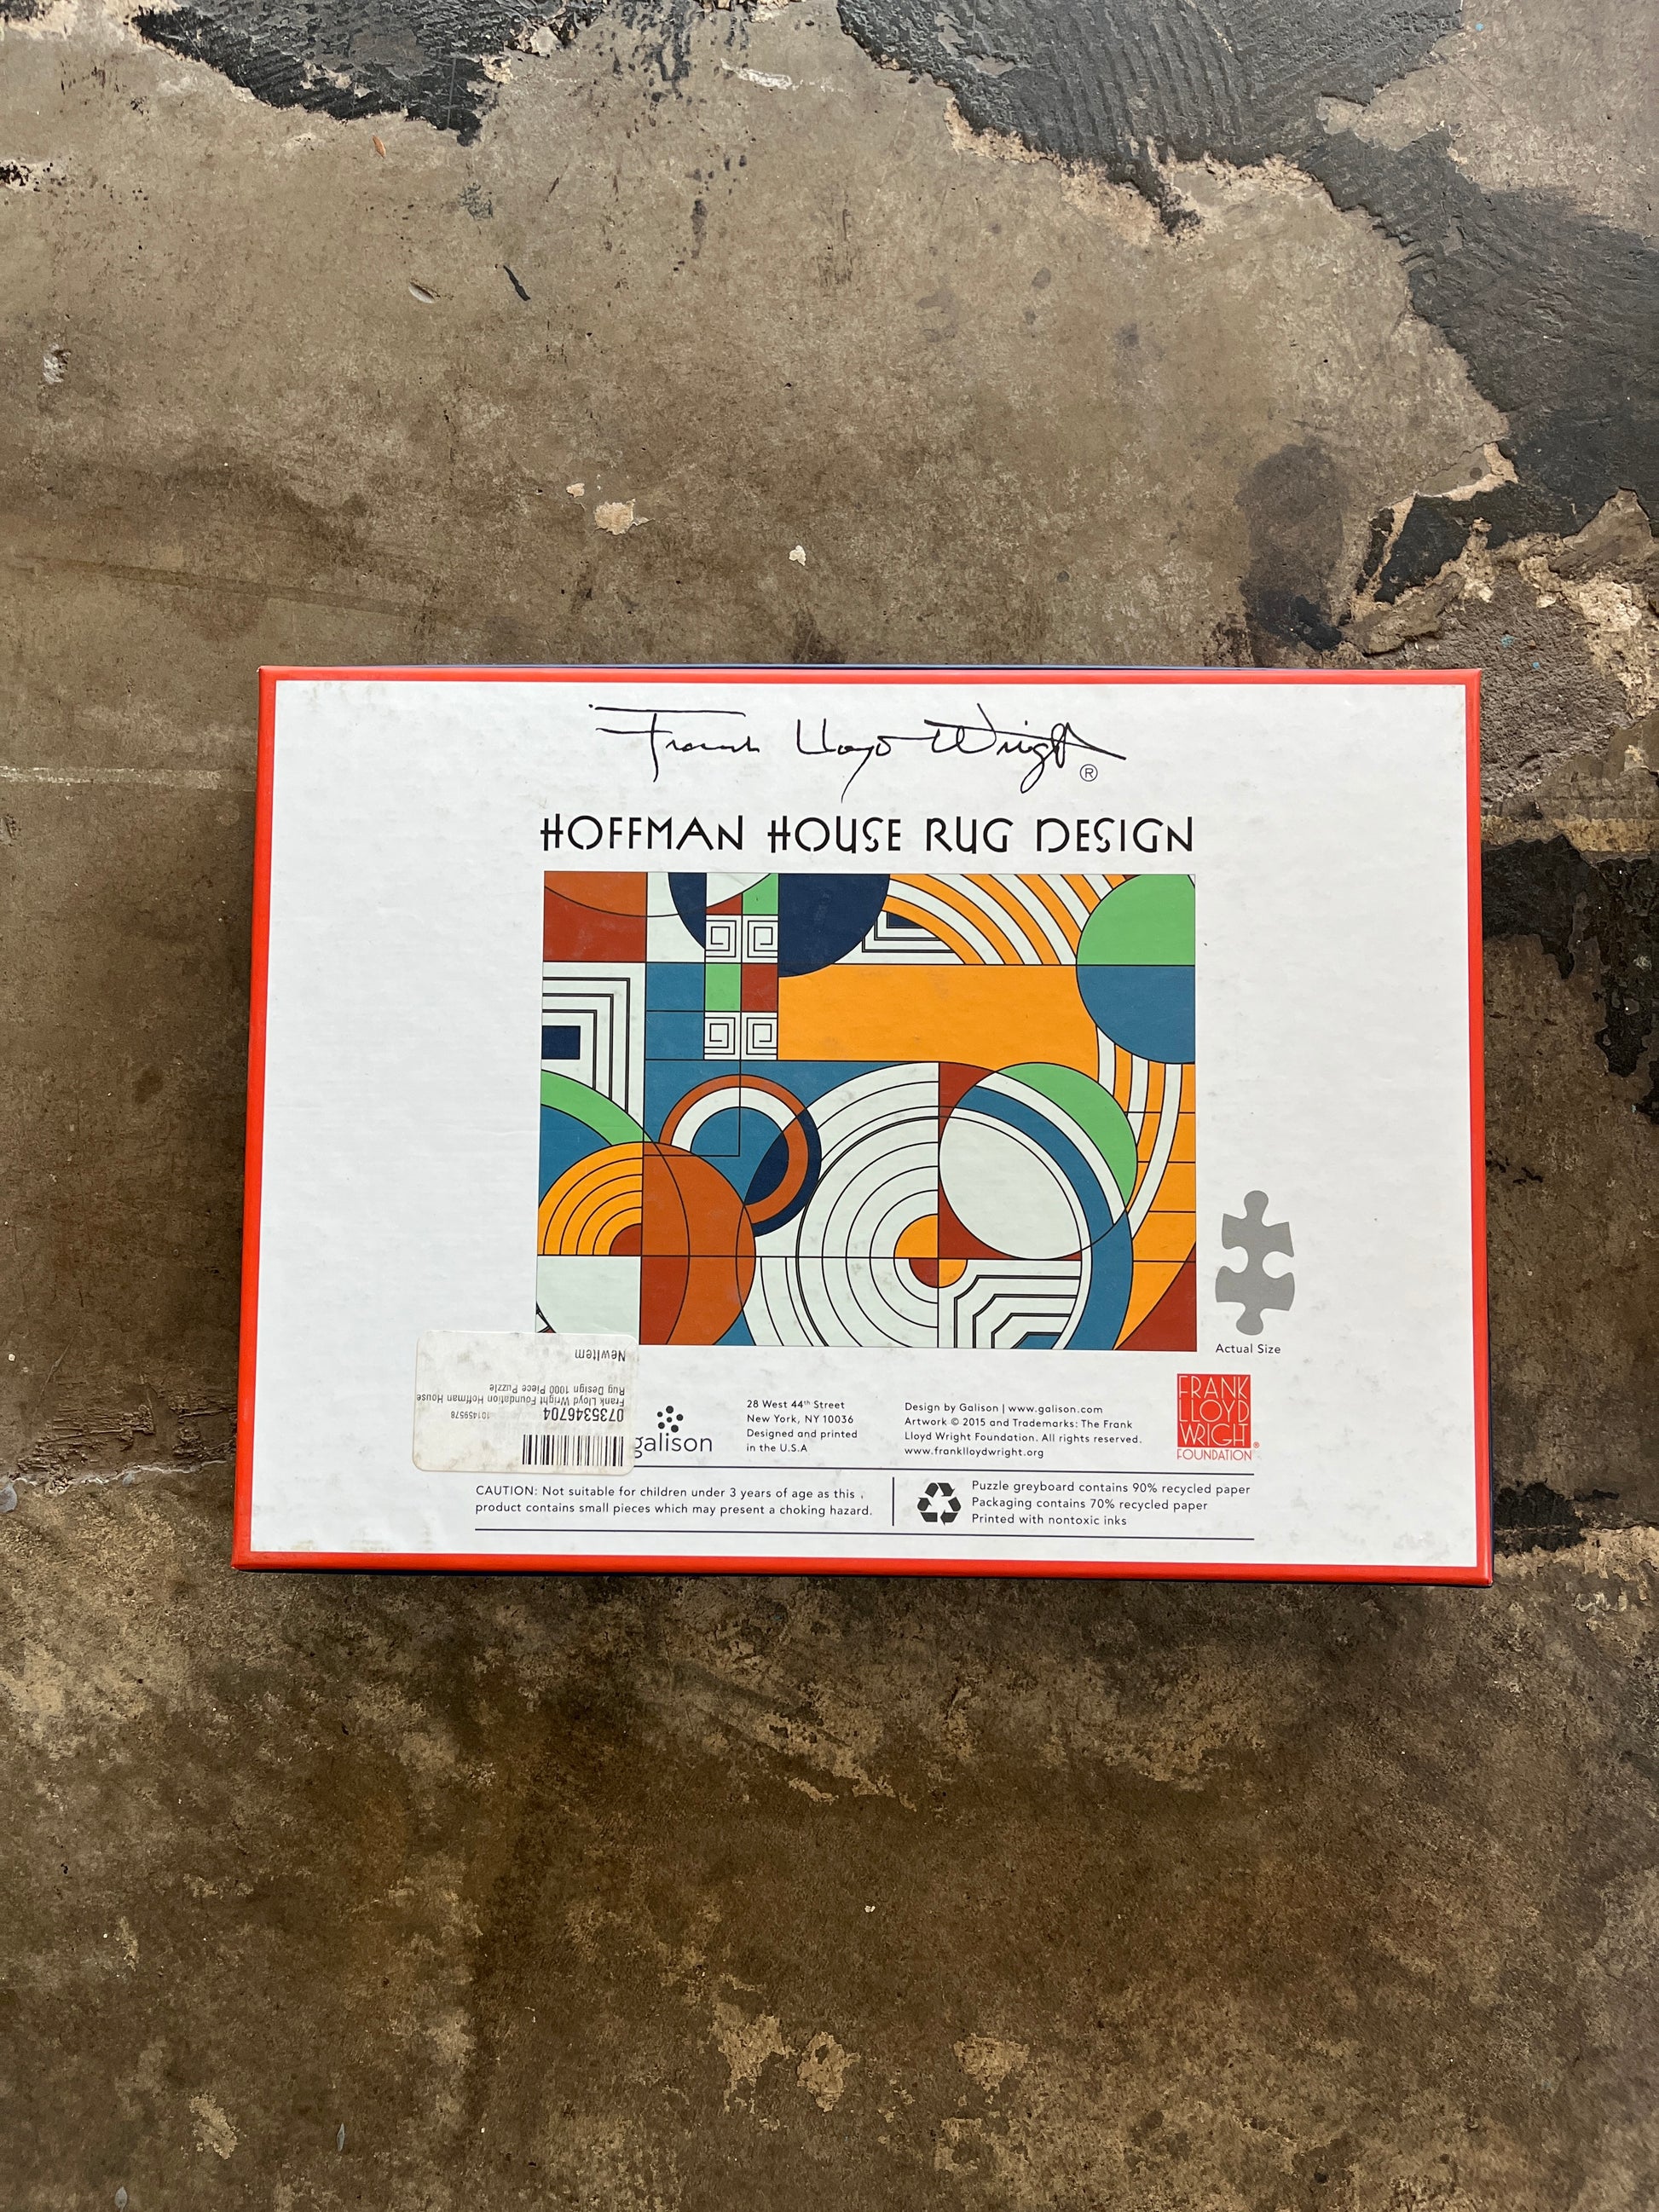 Frank Lloyd Wright
®
HOFFMAN HOUSE RUG DESIGN
Actual Size
NewItem
Frank Lloyd Wright Foundation Hoffman House
Rug Design 1000 Piece Puzzle
0735346704
101459578
galison
28 West 44th Street
New York, NY 10036
Designed and printed
in the U.S.A
Design by Galison | www.galison.com
Artwork © 2015 and Trademarks: The Frank
Lloyd Wright Foundation. All rights reserved.
www.franklloydwright.org
FRANK
LLOYD
WRIGHT
FOUNDATION®
CAUTION: Not suitable for children under 3 years of age as this
product contains small pieces which may present a choking hazard.
Puzzle greyboard contains 90% recycled paper
Packaging contains 70% recycled paper
Printed with nontoxic inks